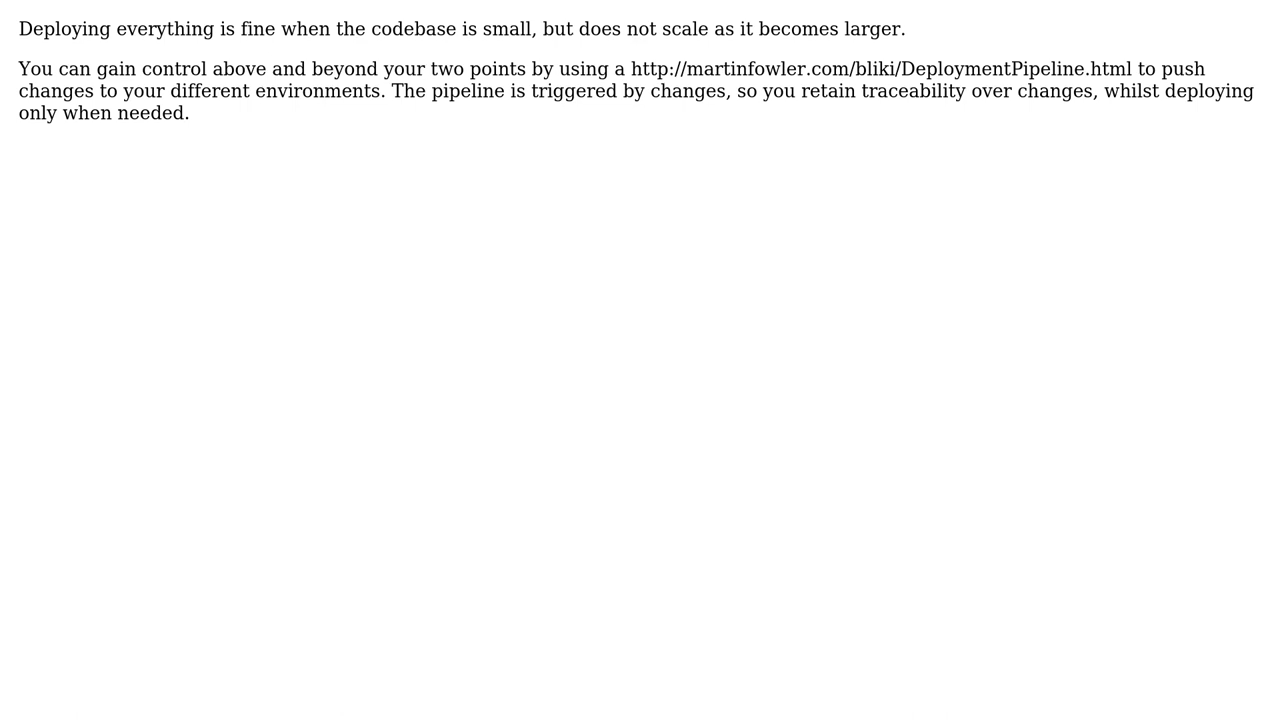 Deploying everything is fine when the codebase is small, but does not scale as it becomes larger.
You can gain control above and beyond your two points by using a http://martinfowler.com/bliki/DeploymentPipeline.html to push
changes to your different environments. The pipeline is triggered by changes, so you retain traceability over changes, whilst deploying
only when needed.